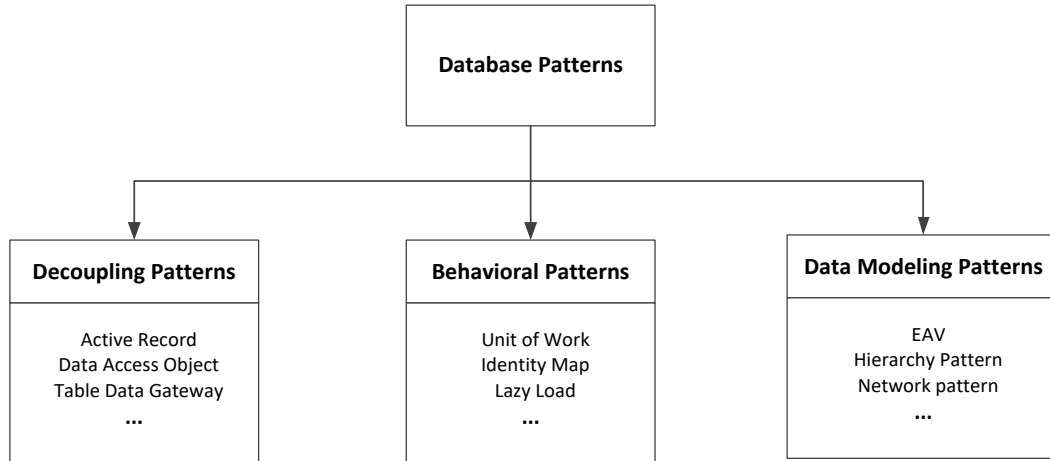 Database Patterns
Decoupling Patterns
Active Record
Data Access Object
Table Data Gateway
...
Behavioral Patterns
Unit of Work
Identity Map
Lazy Load
...
Data Modeling Patterns
EAV
Hierarchy Pattern
Network pattern
...